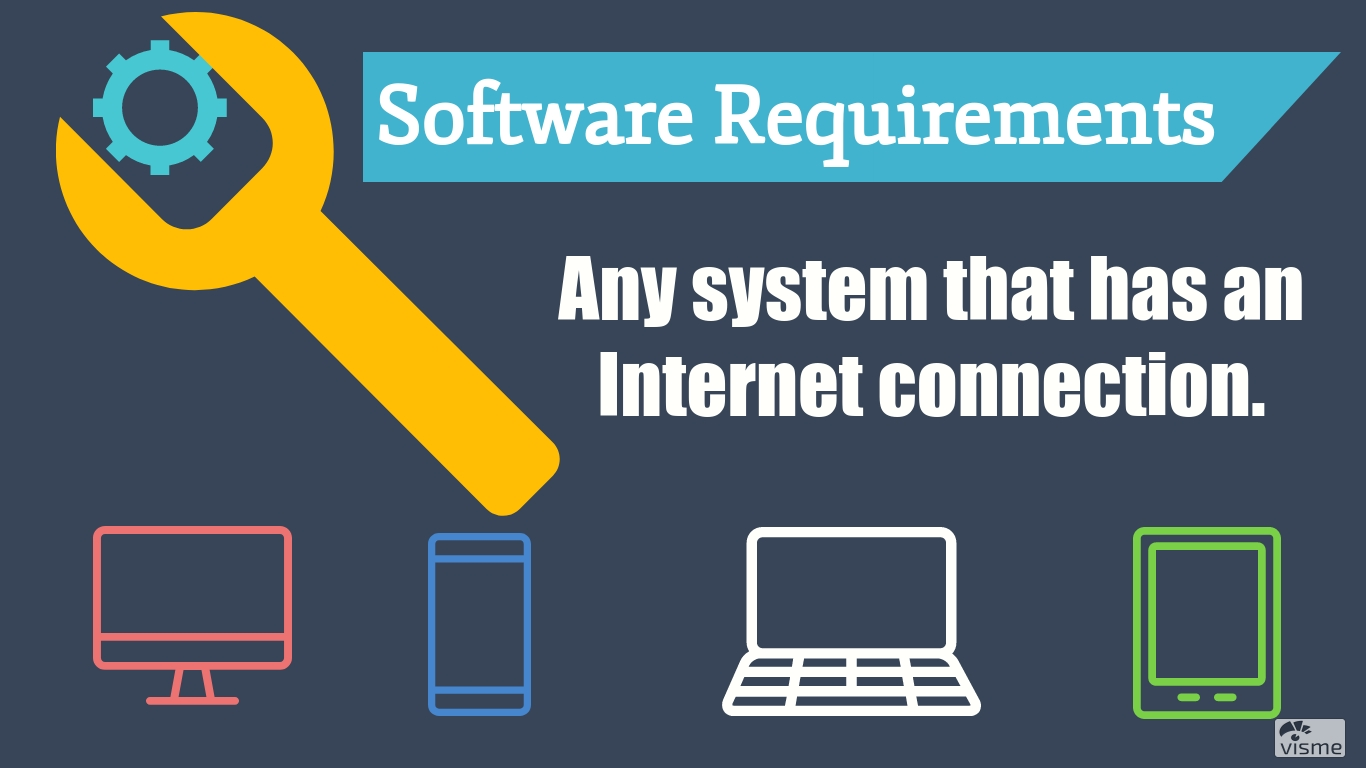 Software Requirements
Any system that has an
Internet connection.
visme